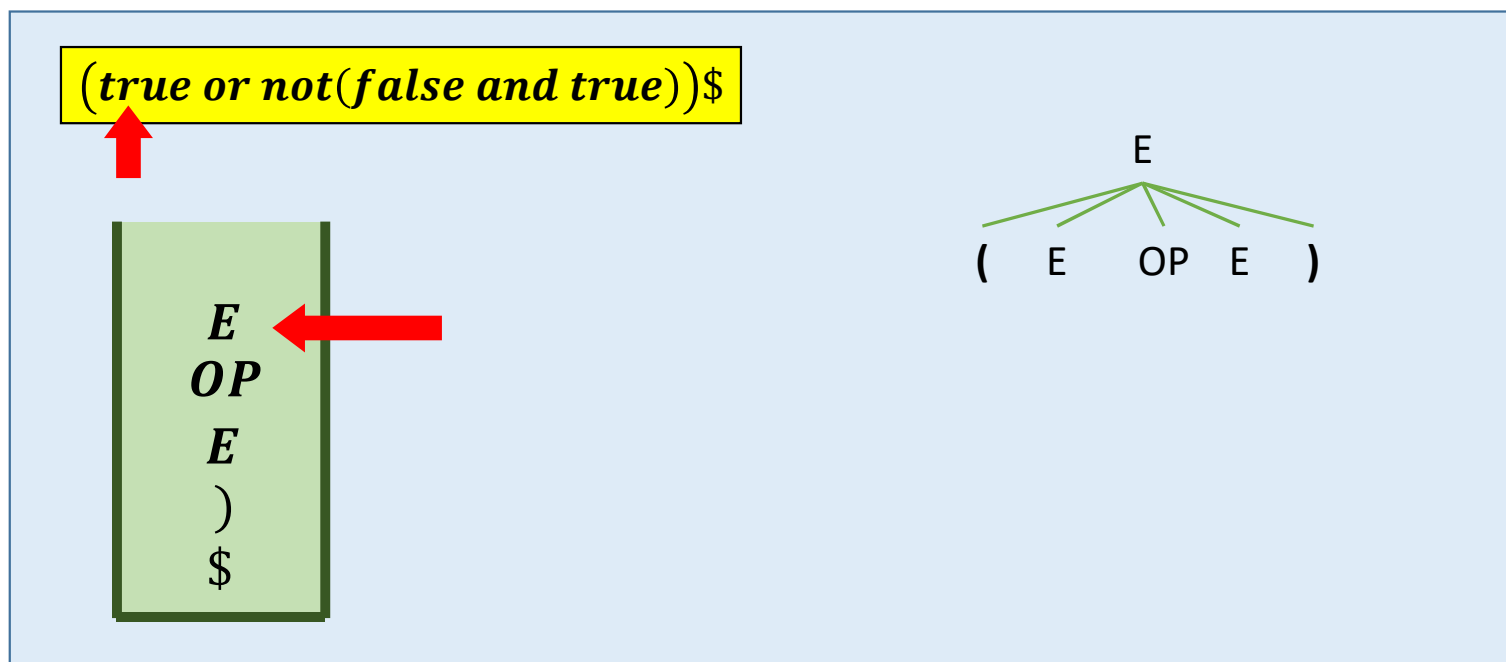 (true or not(false and true))$
E
( E OP E )
E
OP
E
)
$